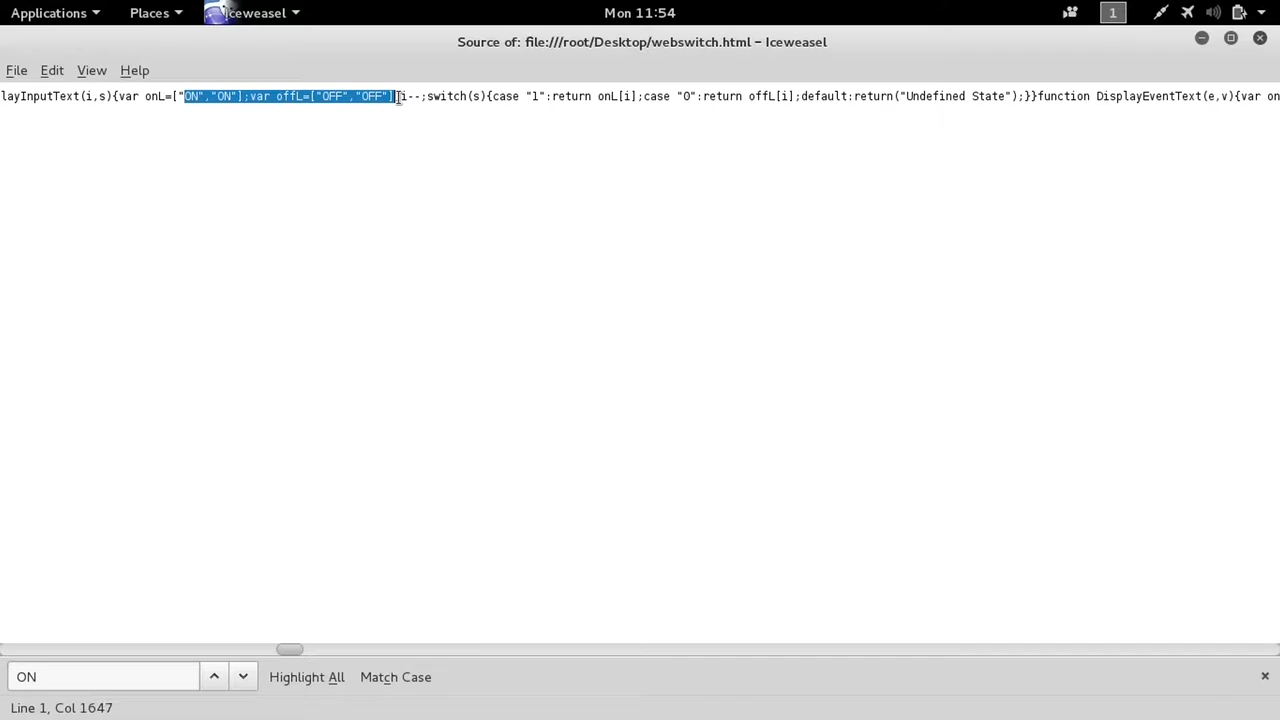 Applications Places Iceweasel Mon 11:54 1
Source of: file:///root/Desktop/webswitch.html - Iceweasel
File Edit View Help
layInputText(i,s){var onL=["ON","ON"];var offL=["OFF","OFF"];i--;switch(s){case "1":return onL[i];case "0":return offL[i];default:return("Undefined State");}}function DisplayEventText(e,v){var on
ON Highlight All Match Case
Line 1, Col 1647